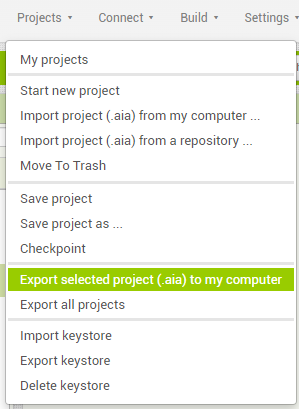 Projects Connect Build Settings
My projects
Start new project
Import project (.aia) from my computer ...
Import project (.aia) from a repository ...
Move To Trash
Save project
Save project as ...
Checkpoint
Export selected project (.aia) to my computer
Export all projects
Import keystore
Export keystore
Delete keystore